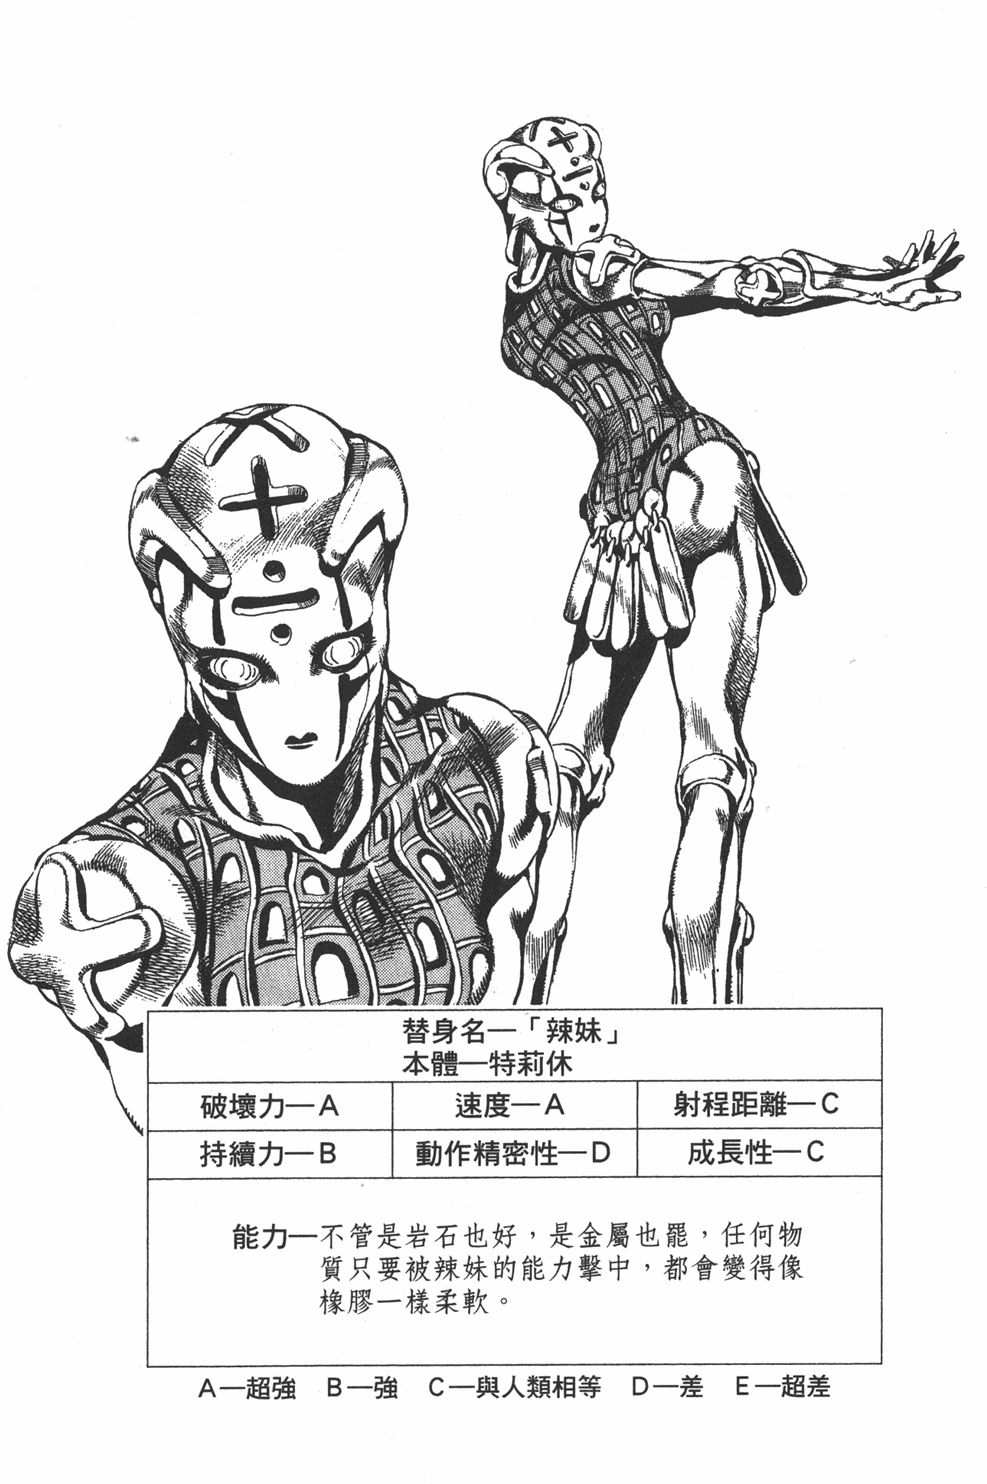 替身名—「辣妹」
本體—特莉休
破壞力—A 速度—A 射程距離—C
持續力—B 動作精密性—D 成長性—C
能力—不管是岩石也好，是金屬也罷，任何物
質只要被辣妹的能力擊中，都會變得像
橡膠一樣柔軟。
A—超強 B—強 C—與人類相等 D—差 E—超差